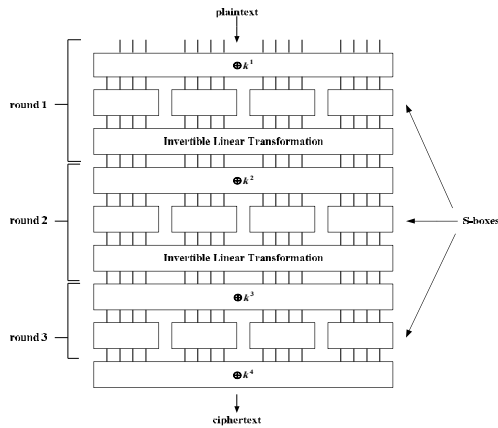 plaintext
⊕k¹
round 1
Invertible Linear Transformation
⊕k²
round 2
S-boxes
Invertible Linear Transformation
⊕k³
round 3
⊕k⁴
ciphertext